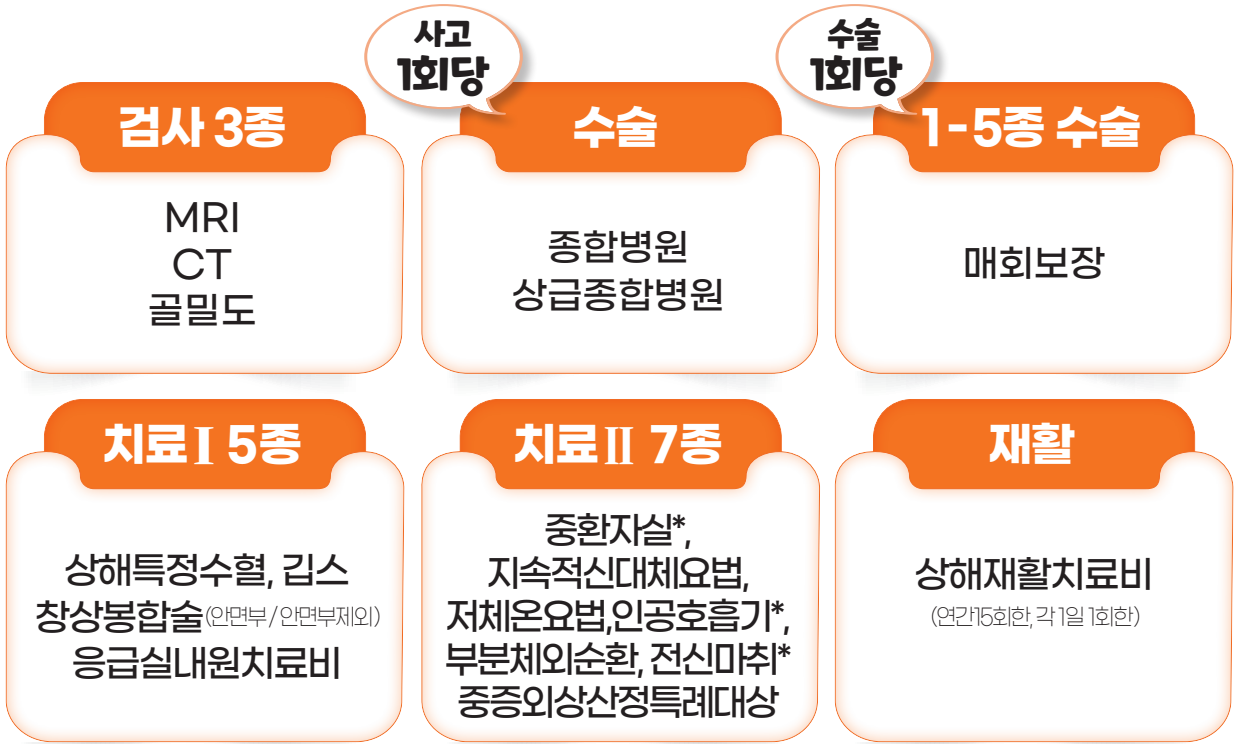 사고
1회당
수술
1회당
검사 3종
수술
1-5종 수술
MRI
CT
골밀도
종합병원
상급종합병원
매회보장
치료Ⅰ 5종
치료Ⅱ 7종
재활
상해특정수혈, 깁스
창상봉합술(안면부/안면부제외)
응급실내원치료비
중환자실*,
지속적신대체요법,
저체온요법,인공호흡기*,
부분체외순환, 전신마취*
중증외상산정특례대상
상해재활치료비
(연간15회한, 각 1일 1회한)